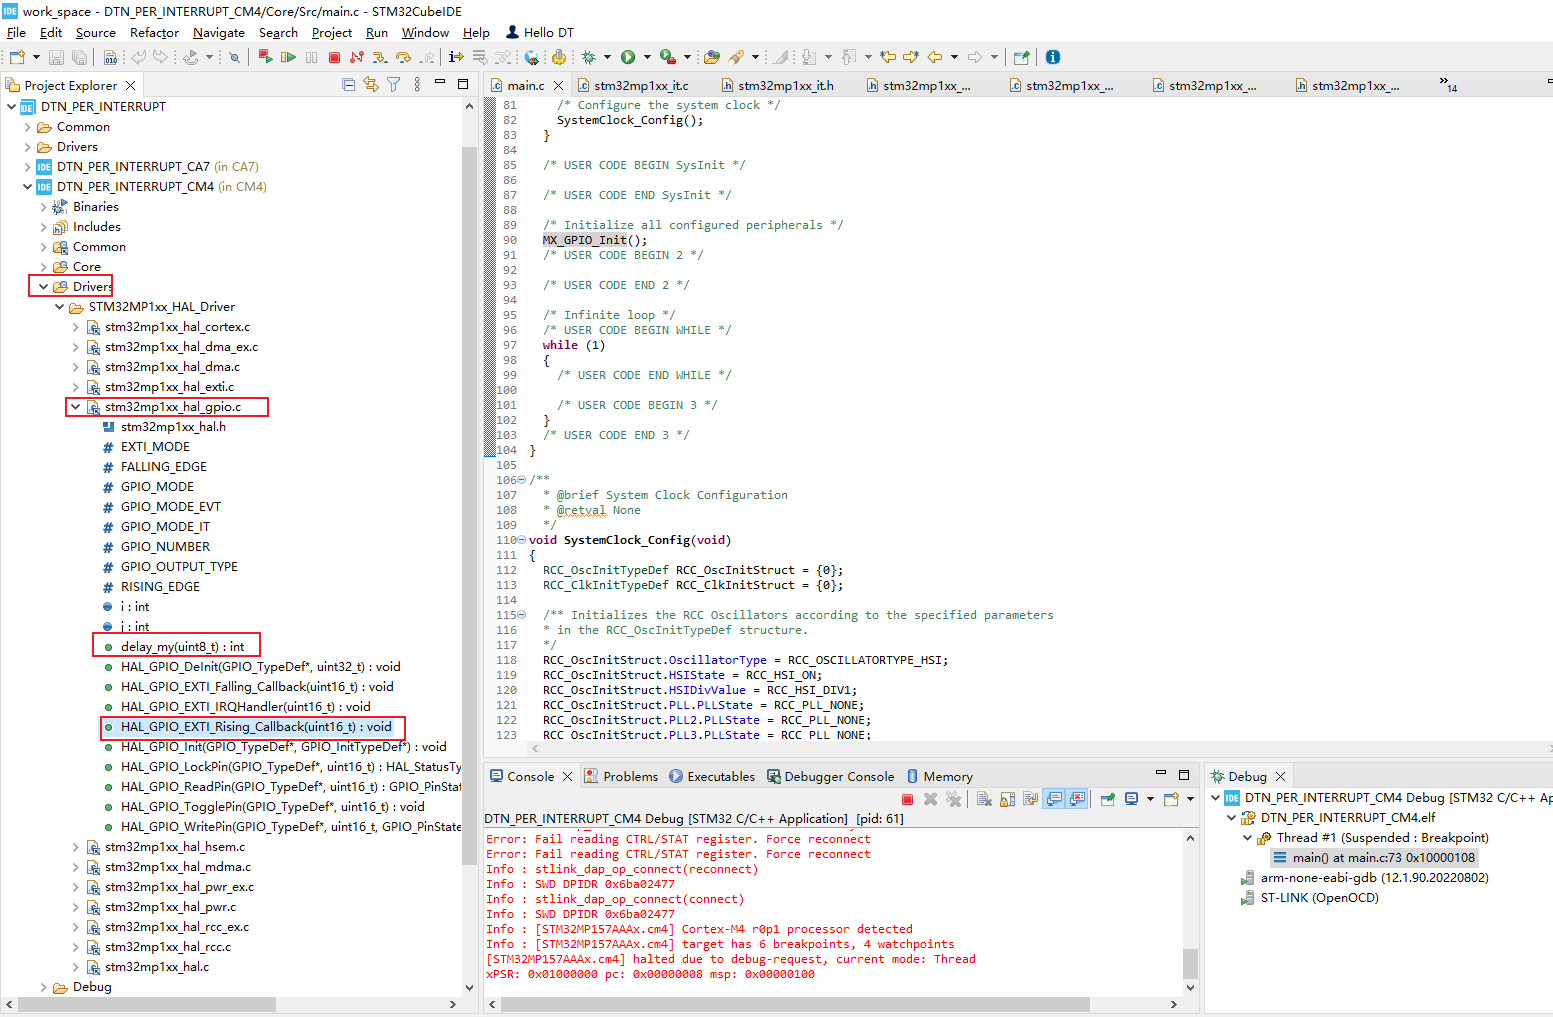 work_space - DTN_PER_INTERRUPT_CM4/Core/Src/main.c - STM32CubeIDE
File Edit Source Refactor Navigate Search Project Run Window Help Hello DT
Project Explorer
DTN_PER_INTERRUPT
Common
Drivers
DTN_PER_INTERRUPT_CA7 (in CA7)
DTN_PER_INTERRUPT_CM4 (in CM4)
Binaries
Includes
Common
Core
Drivers
STM32MP1xx_HAL_Driver
stm32mp1xx_hal_cortex.c
stm32mp1xx_hal_dma_ex.c
stm32mp1xx_hal_dma.c
stm32mp1xx_hal_exti.c
stm32mp1xx_hal_gpio.c
stm32mp1xx_hal.h
EXTI_MODE
FALLING_EDGE
GPIO_MODE
GPIO_MODE_EVT
GPIO_MODE_IT
GPIO_NUMBER
GPIO_OUTPUT_TYPE
RISING_EDGE
i : int
j : int
delay_my(uint8_t) : int
HAL_GPIO_DeInit(GPIO_TypeDef*, uint32_t) : void
HAL_GPIO_EXTI_Falling_Callback(uint16_t) : void
HAL_GPIO_EXTI_IRQHandler(uint16_t) : void
HAL_GPIO_EXTI_Rising_Callback(uint16_t) : void
HAL_GPIO_Init(GPIO_TypeDef*, GPIO_InitTypeDef*) : void
HAL_GPIO_LockPin(GPIO_TypeDef*, uint16_t) : HAL_StatusTy
HAL_GPIO_ReadPin(GPIO_TypeDef*, uint16_t) : GPIO_PinStat
HAL_GPIO_TogglePin(GPIO_TypeDef*, uint16_t) : void
HAL_GPIO_WritePin(GPIO_TypeDef*, uint16_t, GPIO_PinState
stm32mp1xx_hal_hsem.c
stm32mp1xx_hal_mdma.c
stm32mp1xx_hal_pwr_ex.c
stm32mp1xx_hal_pwr.c
stm32mp1xx_hal_rcc_ex.c
stm32mp1xx_hal_rcc.c
stm32mp1xx_hal.c
Debug
main.c stm32mp1xx_it.c stm32mp1xx_it.h stm32mp1xx_... stm32mp1xx_... stm32mp1xx_... stm32mp1xx_... » 14
81 /* Configure the system clock */
82 SystemClock_Config();
83 }
84
85 /* USER CODE BEGIN SysInit */
86
87 /* USER CODE END SysInit */
88
89 /* Initialize all configured peripherals */
90 MX_GPIO_Init();
91 /* USER CODE BEGIN 2 */
92
93 /* USER CODE END 2 */
94
95 /* Infinite loop */
96 /* USER CODE BEGIN WHILE */
97 while (1)
98 {
99 /* USER CODE END WHILE */
100
101 /* USER CODE BEGIN 3 */
102 }
103 /* USER CODE END 3 */
104 }
105
106 /**
107 * @brief System Clock Configuration
108 * @retval None
109 */
110 void SystemClock_Config(void)
111 {
112 RCC_OscInitTypeDef RCC_OscInitStruct = {0};
113 RCC_ClkInitTypeDef RCC_ClkInitStruct = {0};
114
115 /** Initializes the RCC Oscillators according to the specified parameters
116 * in the RCC_OscInitTypeDef structure.
117 */
118 RCC_OscInitStruct.OscillatorType = RCC_OSCILLATORTYPE_HSI;
119 RCC_OscInitStruct.HSIState = RCC_HSI_ON;
120 RCC_OscInitStruct.HSIDivValue = RCC_HSI_DIV1;
121 RCC_OscInitStruct.PLL.PLLState = RCC_PLL_NONE;
122 RCC_OscInitStruct.PLL2.PLLState = RCC_PLL_NONE;
123 RCC_OscInitStruct.PLL3.PLLState = RCC_PLL_NONE;
Console Problems Executables Debugger Console Memory
DTN_PER_INTERRUPT_CM4 Debug [STM32 C/C++ Application] [pid: 61]
Error: Fail reading CTRL/STAT register. Force reconnect
Error: Fail reading CTRL/STAT register. Force reconnect
Info : stlink_dap_op_connect(reconnect)
Info : SWD DPIDR 0x6ba02477
Info : stlink_dap_op_connect(connect)
Info : SWD DPIDR 0x6ba02477
Info : [STM32MP157AAAx.cm4] Cortex-M4 r0p1 processor detected
Info : [STM32MP157AAAx.cm4] target has 6 breakpoints, 4 watchpoints
[STM32MP157AAAx.cm4] halted due to debug-request, current mode: Thread
xPSR: 0x01000000 pc: 0x00000008 msp: 0x00000100
Debug
DTN_PER_INTERRUPT_CM4 Debug [STM32 C/C++ Ap
DTN_PER_INTERRUPT_CM4.elf
Thread #1 (Suspended : Breakpoint)
main() at main.c:73 0x10000108
arm-none-eabi-gdb (12.1.90.20220802)
ST-LINK (OpenOCD)